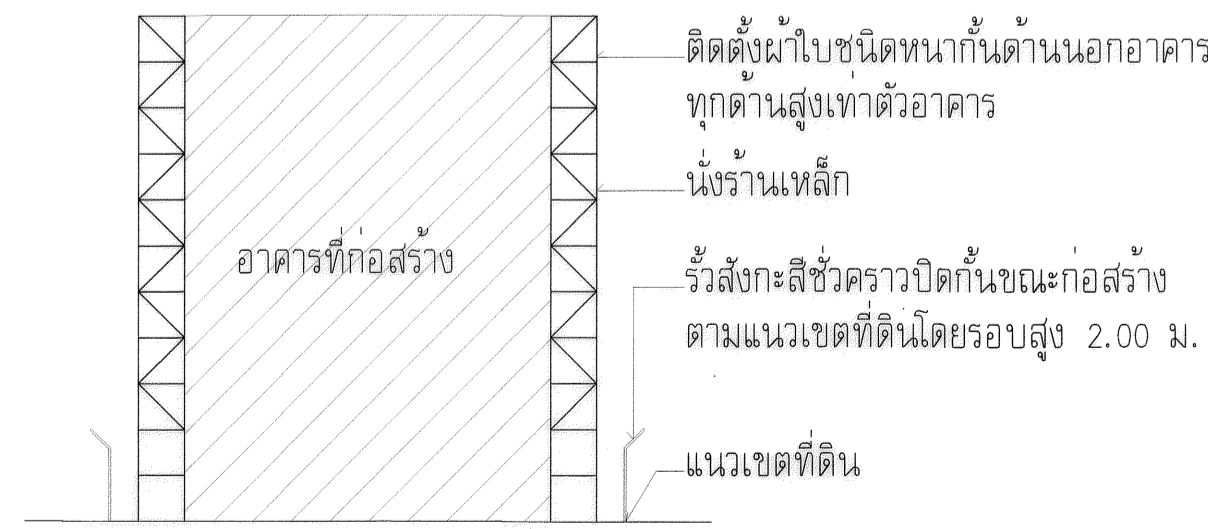 ติดตั้งผ้าใบชนิดหนากั้นด้านนอกอาคาร
ทุกด้านสูงเท่าตัวอาคาร
นั่งร้านเหล็ก
อาคารที่ก่อสร้าง
รั้วสังกะสีชั่วคราวปิดกั้นขณะก่อสร้าง
ตามแนวเขตที่ดินโดยรอบสูง 2.00 ม.
แนวเขตที่ดิน